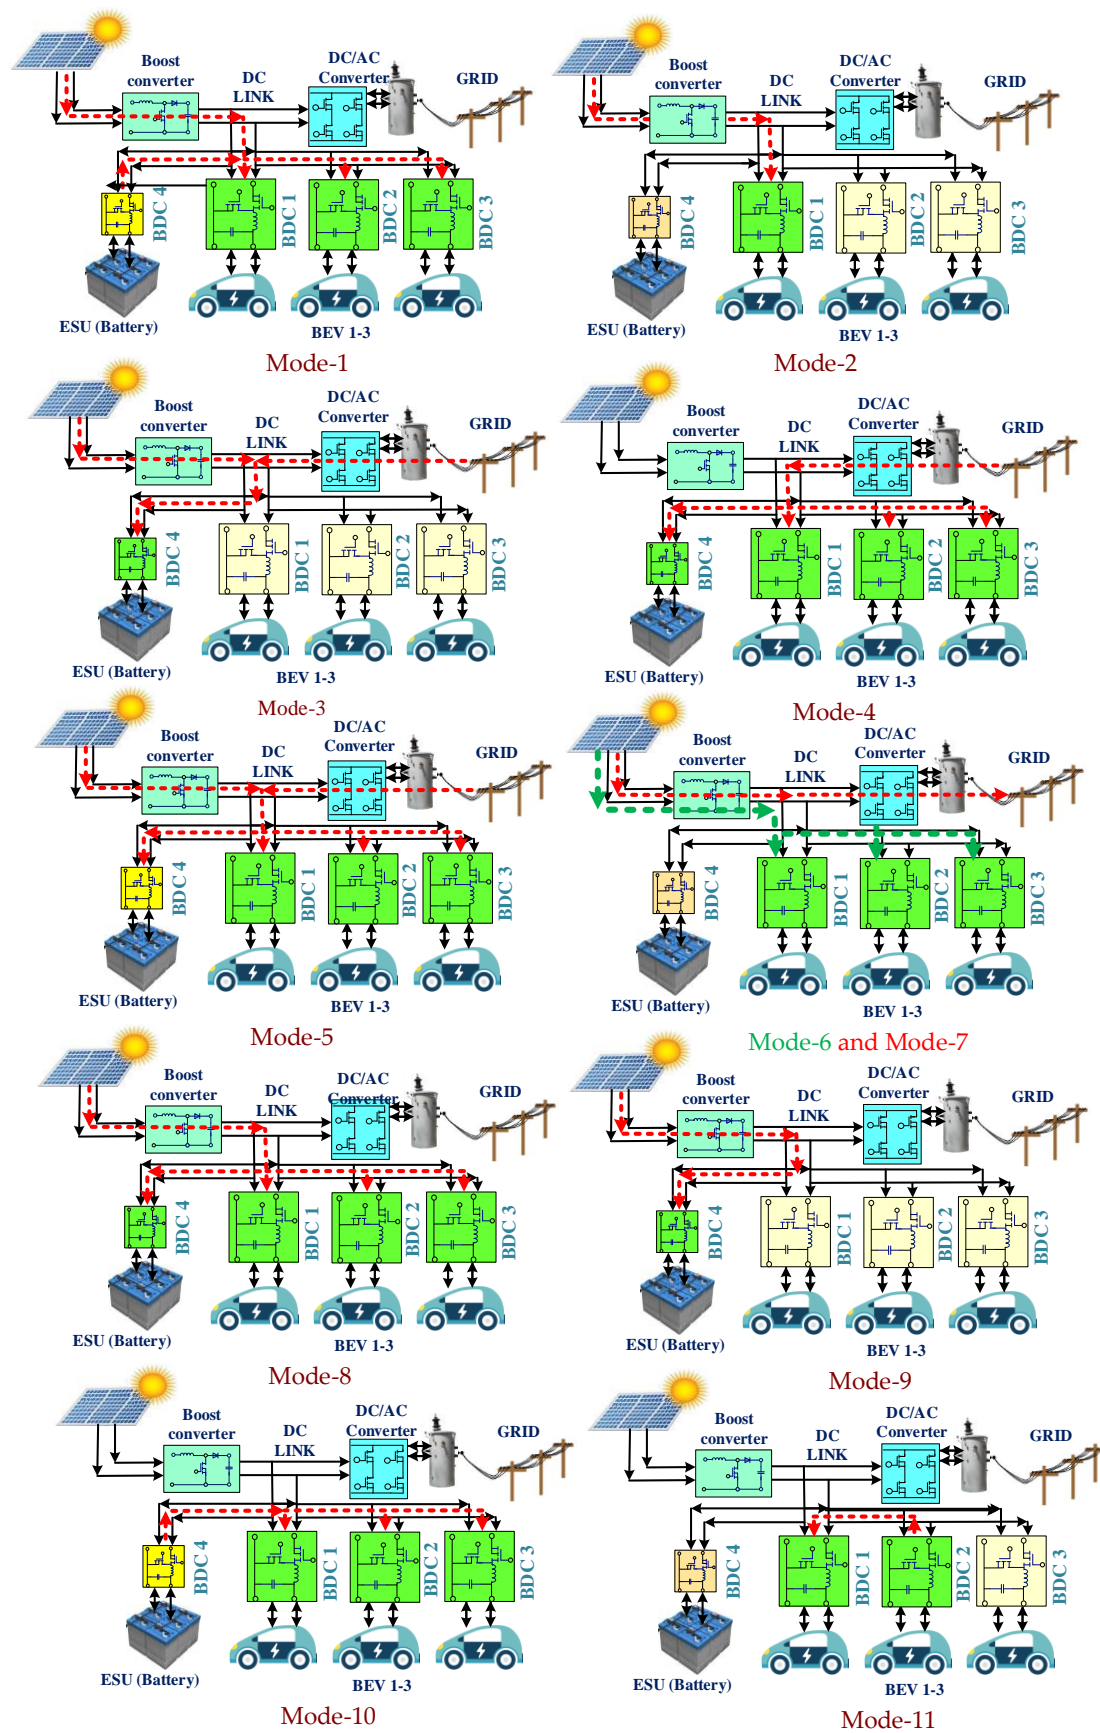 Boost
converter
DC
LINK
DC/AC
Converter
GRID
BDC 4
BDC 1
BDC 2
BDC 3
ESU (Battery)
BEV 1-3
Mode-1
Boost
converter
DC
LINK
DC/AC
Converter
GRID
BDC 4
BDC 1
BDC 2
BDC 3
ESU (Battery)
BEV 1-3
Mode-2
Boost
converter
DC
LINK
DC/AC
Converter
GRID
BDC 4
BDC 1
BDC 2
BDC 3
ESU (Battery)
BEV 1-3
Mode-3
Boost
converter
DC
LINK
DC/AC
Converter
GRID
BDC 4
BDC 1
BDC 2
BDC 3
ESU (Battery)
BEV 1-3
Mode-4
Boost
converter
DC
LINK
DC/AC
Converter
GRID
BDC 4
BDC 1
BDC 2
BDC 3
ESU (Battery)
BEV 1-3
Mode-5
Boost
converter
DC
LINK
DC/AC
Converter
GRID
BDC 4
BDC 1
BDC 2
BDC 3
ESU (Battery)
BEV 1-3
Mode-6 and Mode-7
Boost
converter
DC
LINK
DC/AC
Converter
GRID
BDC 4
BDC 1
BDC 2
BDC 3
ESU (Battery)
BEV 1-3
Mode-8
Boost
converter
DC
LINK
DC/AC
Converter
GRID
BDC 4
BDC 1
BDC 2
BDC 3
ESU (Battery)
BEV 1-3
Mode-9
Boost
converter
DC
LINK
DC/AC
Converter
GRID
BDC 4
BDC 1
BDC 2
BDC 3
ESU (Battery)
BEV 1-3
Mode-10
Boost
converter
DC
LINK
DC/AC
Converter
GRID
BDC 4
BDC 1
BDC 2
BDC 3
ESU (Battery)
BEV 1-3
Mode-11